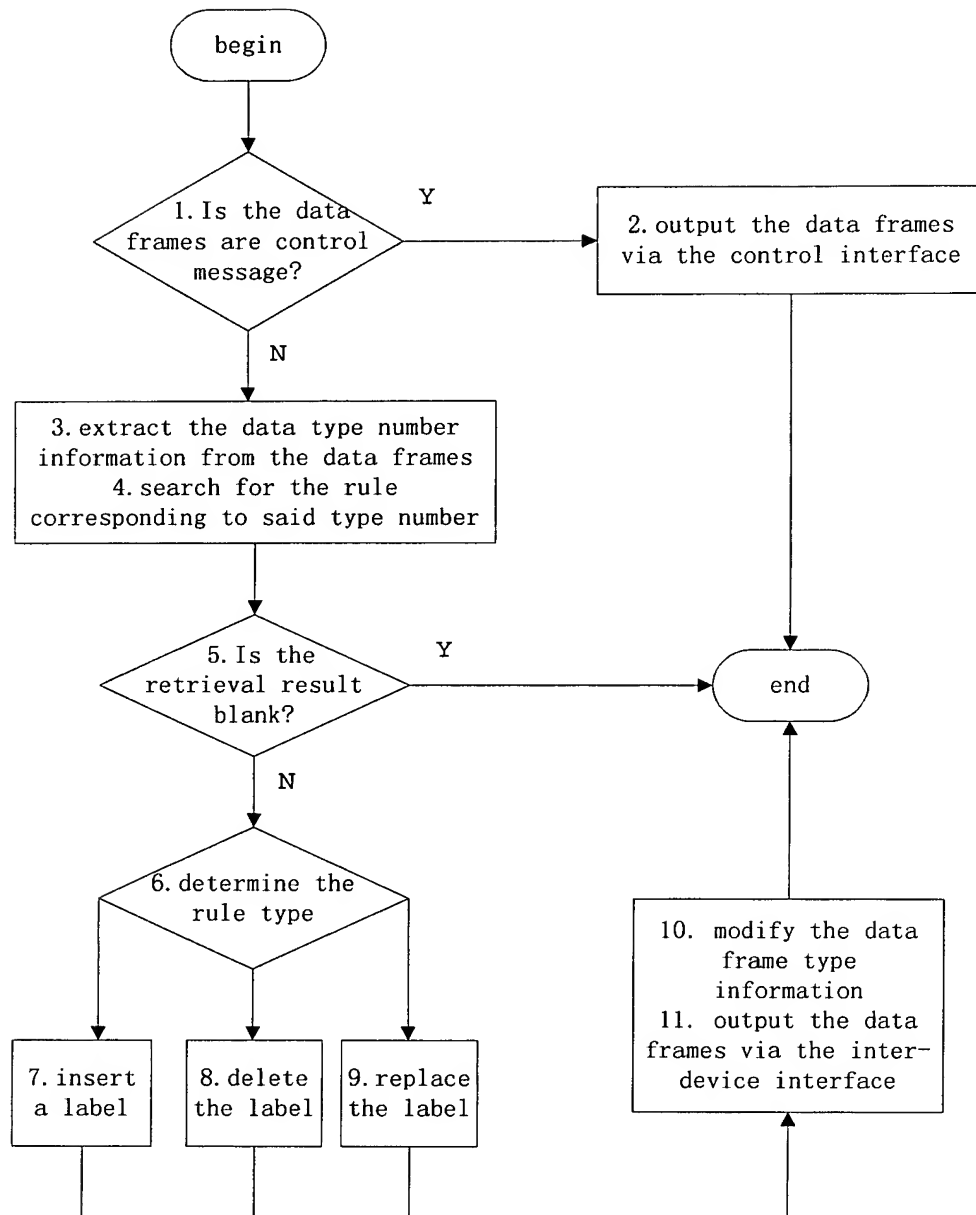 begin
1. Is the data
frames are control
message?
Y
2. output the data frames
via the control interface
N
3. extract the data type number
information from the data frames
4. search for the rule
corresponding to said type number
5. Is the
retrieval result
blank?
Y
end
N
6. determine the
rule type
7. insert
a label
8. delete
the label
9. replace
the label
10. modify the data
frame type
information
11. output the data
frames via the inter-
device interface